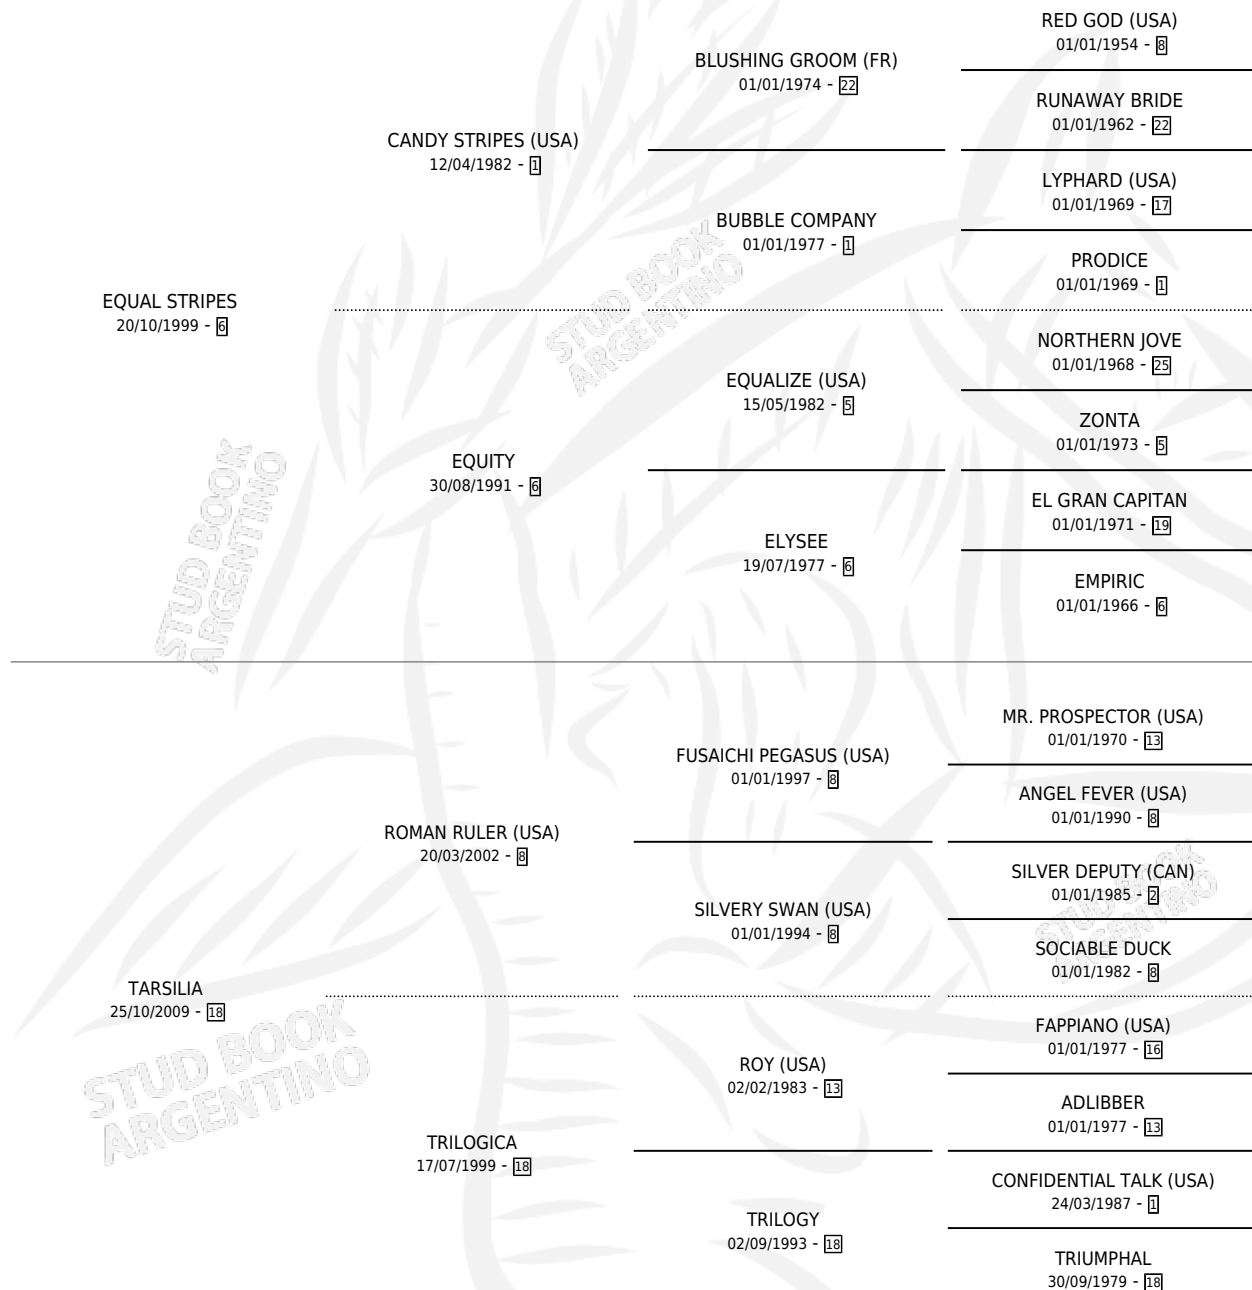 RED GOD (USA)
01/01/1954 - 8
BLUSHING GROOM (FR)
01/01/1974 - 22
RUNAWAY BRIDE
01/01/1962 - 22
CANDY STRIPES (USA)
12/04/1982 - 1
LYPHARD (USA)
01/01/1969 - 17
BUBBLE COMPANY
01/01/1977 - 1
PRODICE
01/01/1969 - 1
STUD BOOK
ARGENTINO
EQUAL STRIPES
20/10/1999 - 6
NORTHERN JOVE
01/01/1968 - 25
EQUALIZE (USA)
15/05/1982 - 5
ZONTA
01/01/1973 - 5
EQUITY
30/08/1991 - 6
EL GRAN CAPITAN
01/01/1971 - 19
ELYSEE
19/07/1977 - 6
EMPIRIC
01/01/1966 - 6
STUD BOOK
ARGENTINO
MR. PROSPECTOR (USA)
01/01/1970 - 13
FUSAICHI PEGASUS (USA)
01/01/1997 - 8
ANGEL FEVER (USA)
01/01/1990 - 8
ROMAN RULER (USA)
20/03/2002 - 8
SILVER DEPUTY (CAN)
01/01/1985 - 2
SILVERY SWAN (USA)
01/01/1994 - 8
SOCIABLE DUCK
01/01/1982 - 8
STUD BOOK
ARGENTINO
TARSILIA
25/10/2009 - 18
FAPPIANO (USA)
01/01/1977 - 16
ROY (USA)
02/02/1983 - 13
ADLIBBER
01/01/1977 - 13
STUD BOOK
ARGENTINO
TRILOGICA
17/07/1999 - 18
CONFIDENTIAL TALK (USA)
24/03/1987 - 1
TRILOGY
02/09/1993 - 18
TRIUMPHAL
30/09/1979 - 18